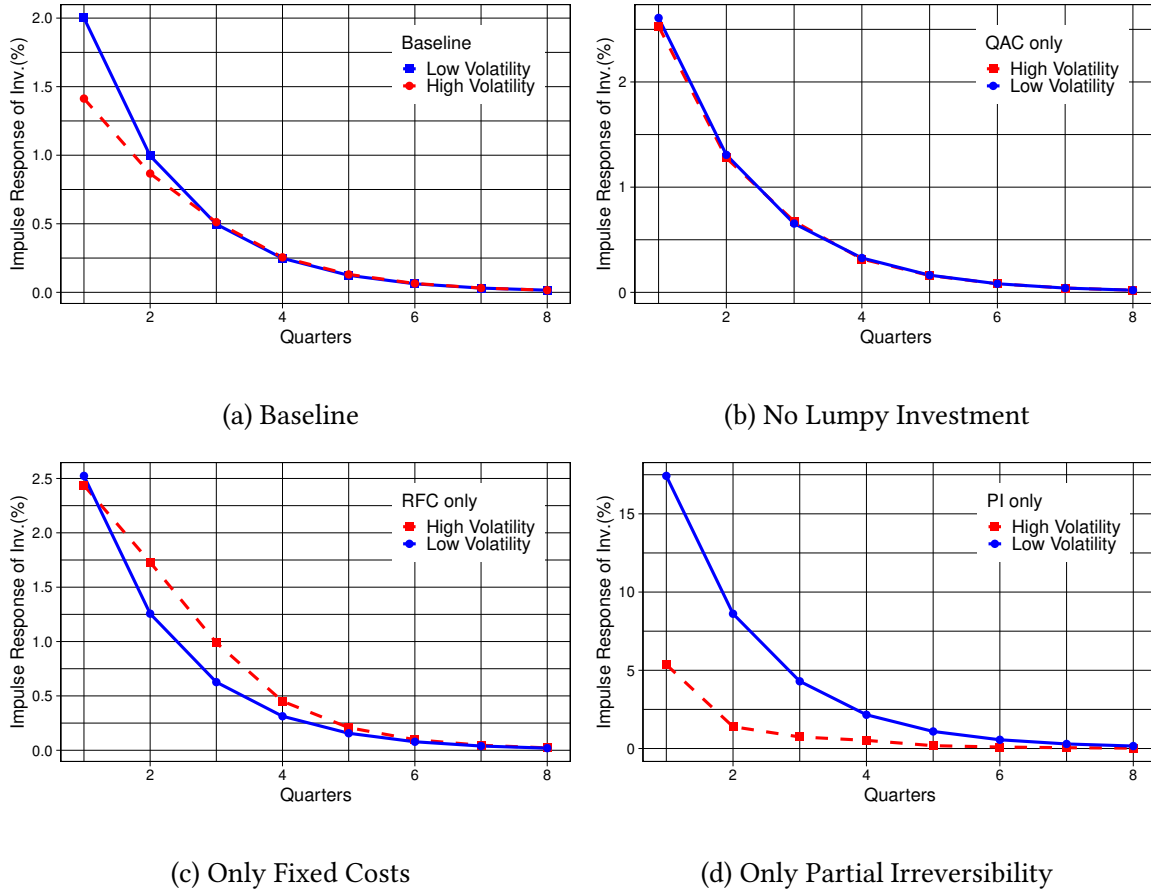 Impulse Response of Inv.(%)
2.0
1.5
1.0
0.5
0.0
Baseline
Low Volatility
High Volatility
2
4
6
8
Quarters
(a) Baseline
Impulse Response of Inv.(%)
2
1
0
QAC only
High Volatility
Low Volatility
2
4
6
8
Quarters
(b) No Lumpy Investment
Impulse Response of Inv.(%)
2.5
2.0
1.5
1.0
0.5
0.0
RFC only
High Volatility
Low Volatility
2
4
6
8
Quarters
(c) Only Fixed Costs
Impulse Response of Inv.(%)
15
10
5
0
PI only
High Volatility
Low Volatility
2
4
6
8
Quarters
(d) Only Partial Irreversibility